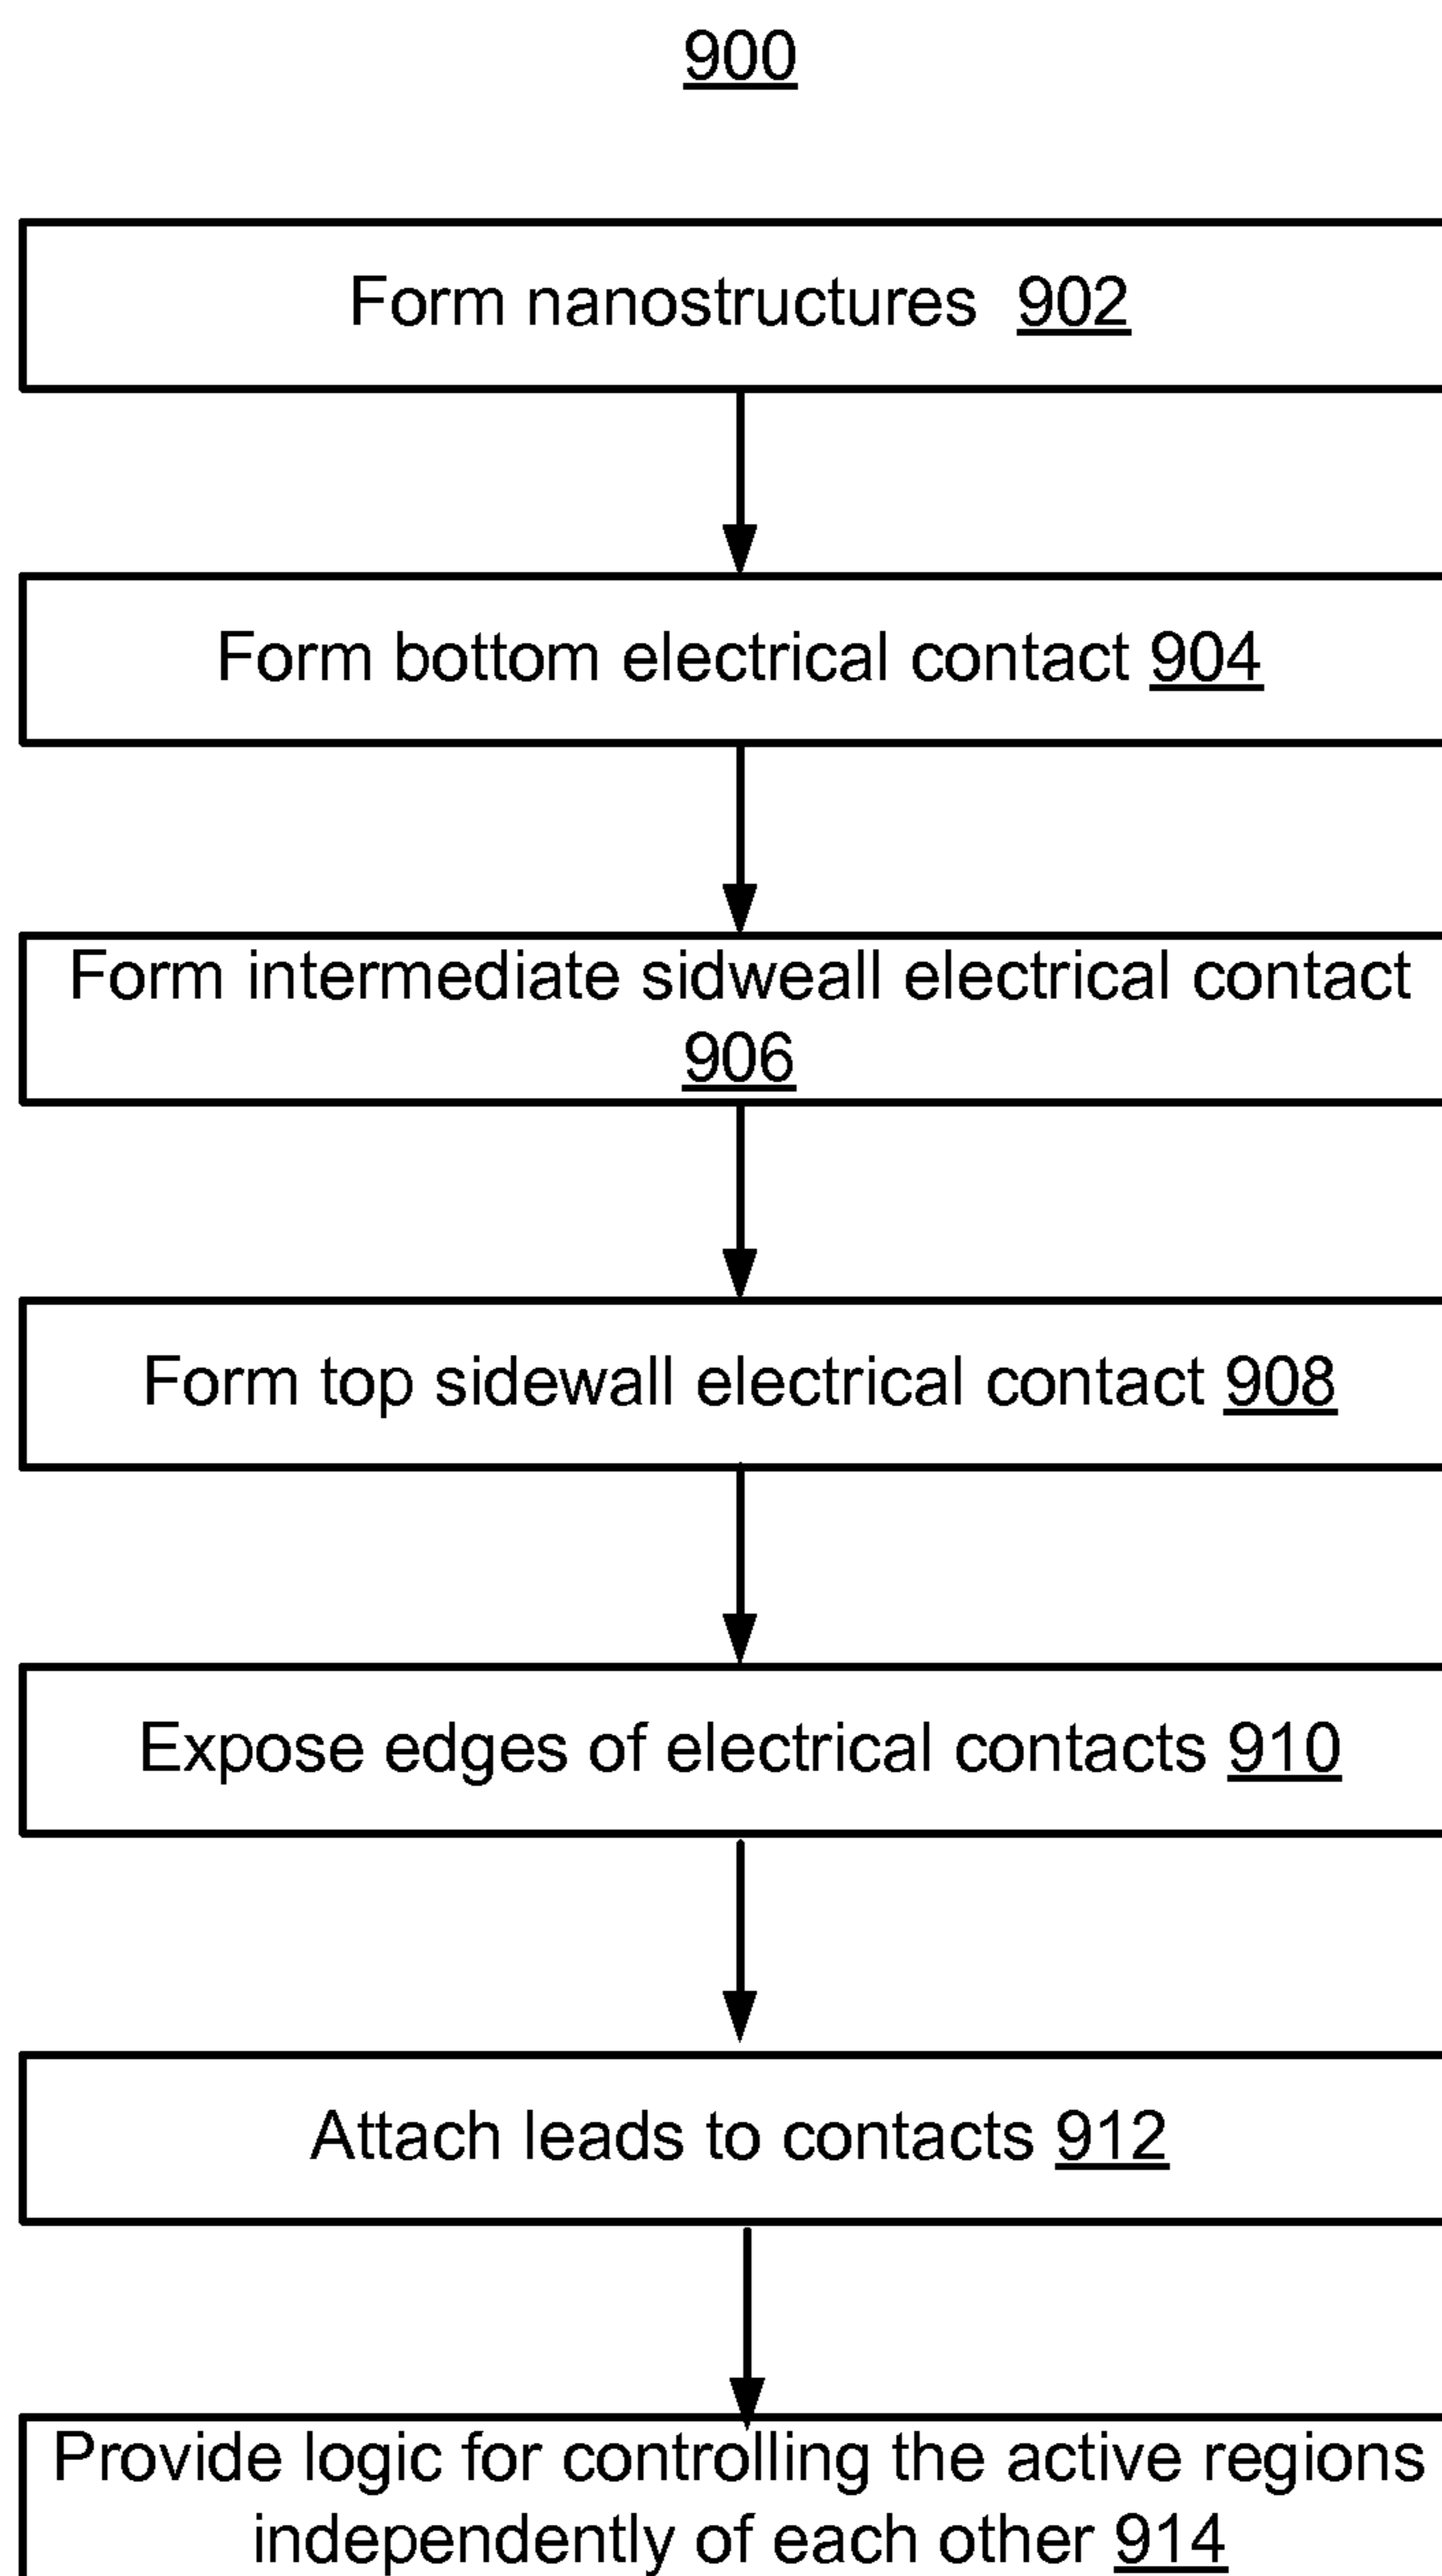 900
Form nanostructures 902
Form bottom electrical contact 904
Form intermediate sidweall electrical contact
906
Form top sidewall electrical contact 908
Expose edges of electrical contacts 910
Attach leads to contacts 912
Provide logic for controlling the active regions
independently of each other 914